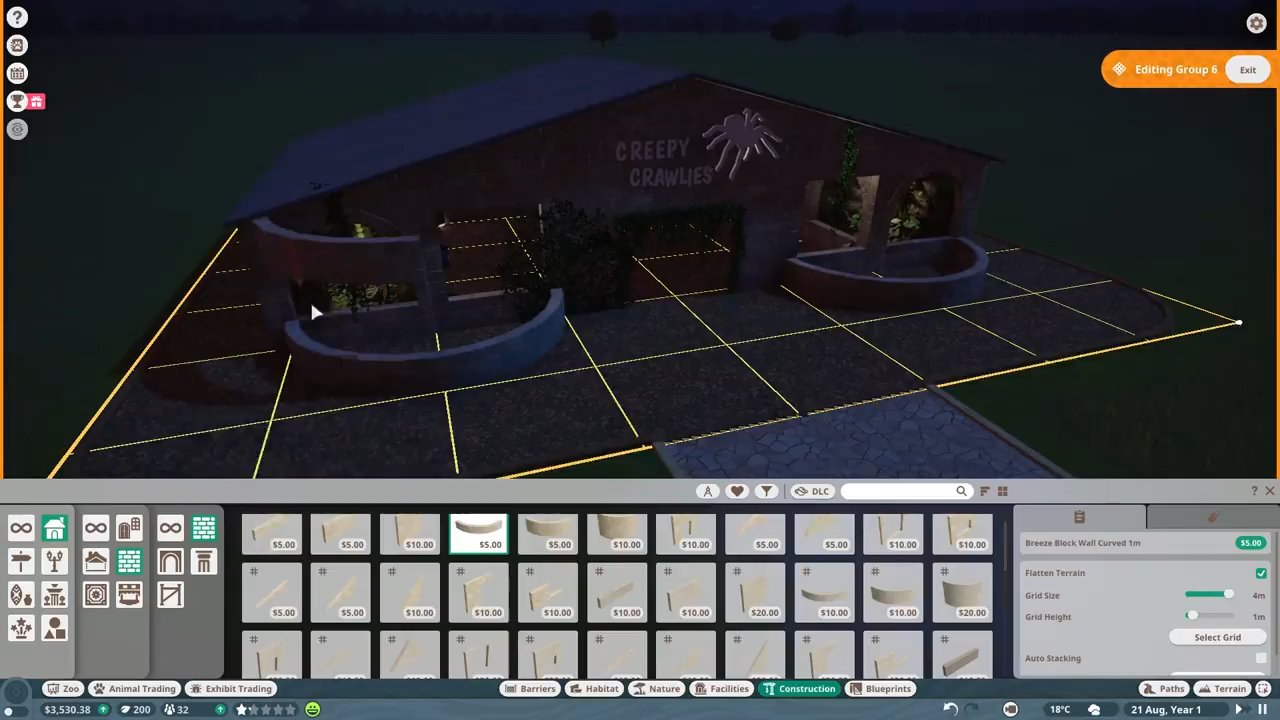 ?
Editing Group 6 Exit
CREEPY
CRAWLIES
DLC
? ×
$5.00 $5.00 $10.00 $5.00 $5.00 $10.00 $10.00 $5.00 $5.00 $10.00 $10.00
Breeze Block Wall Curved 1m $5.00
Flatten Terrain
Grid Size 4m
# # # # # # # # # # #
$5.00 $5.00 $5.00 $10.00 $10.00 $10.00 $10.00 $20.00 $10.00 $10.00 $20.00
Grid Height 1m
Select Grid
# # # # # # # # # # #
Auto Stacking
Zoo Animal Trading Exhibit Trading Barriers Habitat Nature Facilities Construction Blueprints Paths Terrain
$3,530.38 200 32 18°C 21 Aug, Year 1